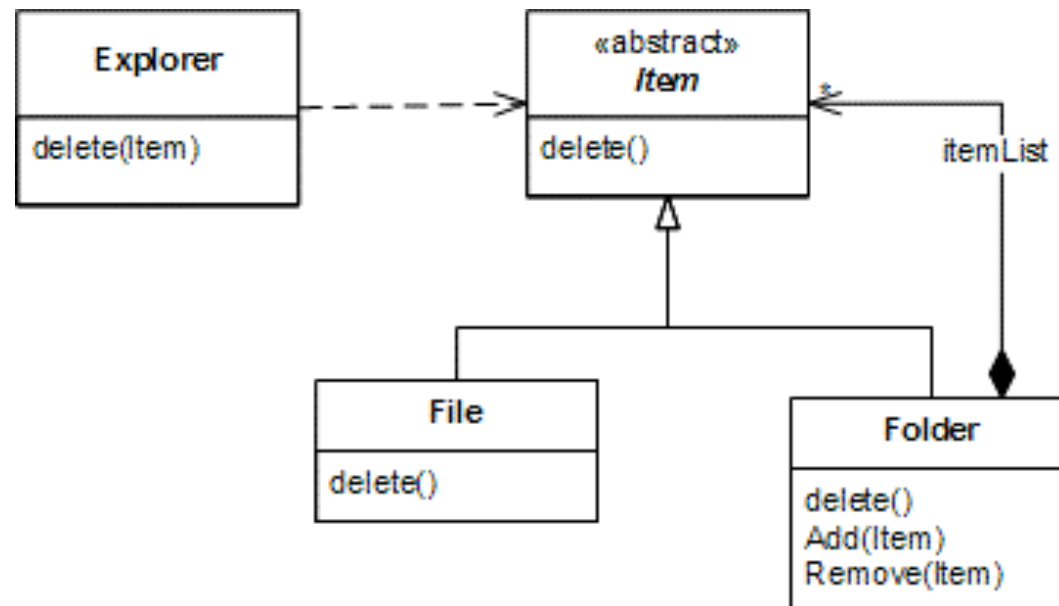 Explorer
delete(Item)
«abstract»
Item
delete()
*
itemList
File
delete()
Folder
delete()
Add(Item)
Remove(Item)